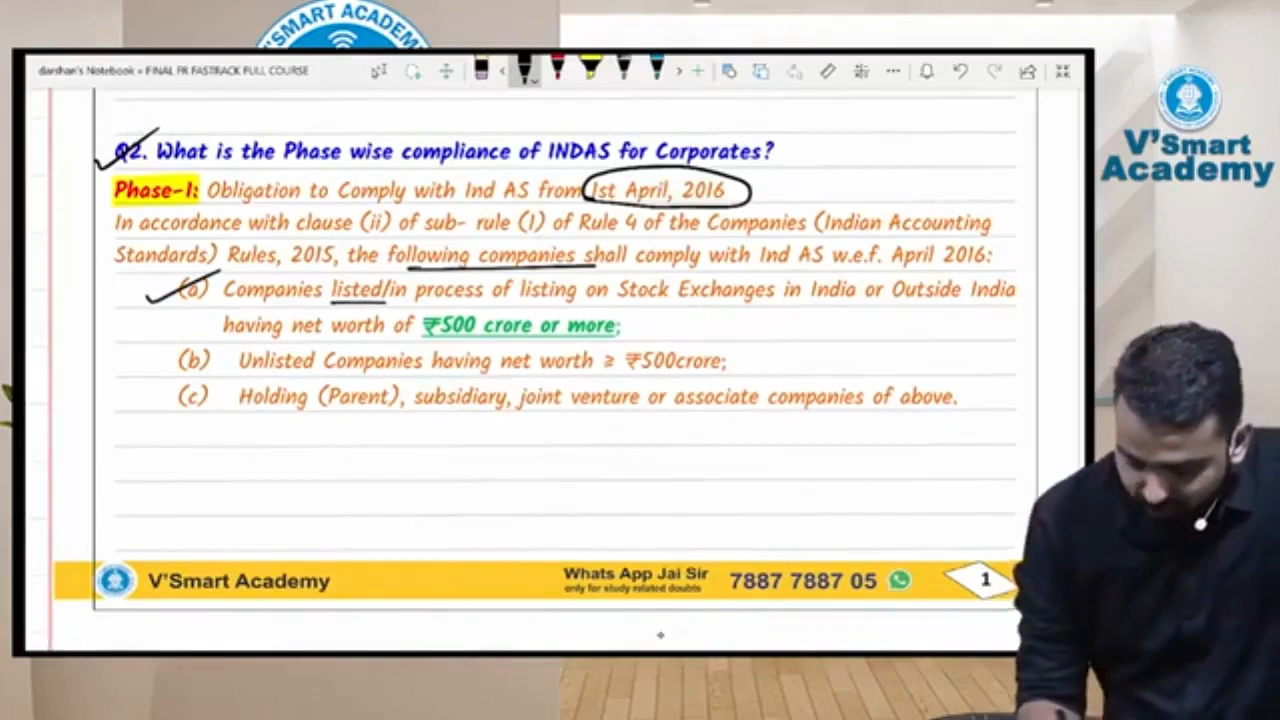 SMART ACADEMY
darshan's Notebook » FINAL FR FASTRACK FULL COURSE
Q2. What is the Phase wise compliance of INDAS for Corporates?
Phase-1: Obligation to Comply with Ind AS from 1st April, 2016
In accordance with clause (ii) of sub- rule (1) of Rule 4 of the Companies (Indian Accounting
Standards) Rules, 2015, the following companies shall comply with Ind AS w.e.f. April 2016:
(a) Companies listed/in process of listing on Stock Exchanges in India or Outside India
having net worth of ₹500 crore or more;
(b) Unlisted Companies having net worth ≥ ₹500crore;
(c) Holding (Parent), subsidiary, joint venture or associate companies of above.
V'Smart Academy
Whats App Jai Sir
only for study related doubts
7887 7887 05
1
V'Smart
Academy